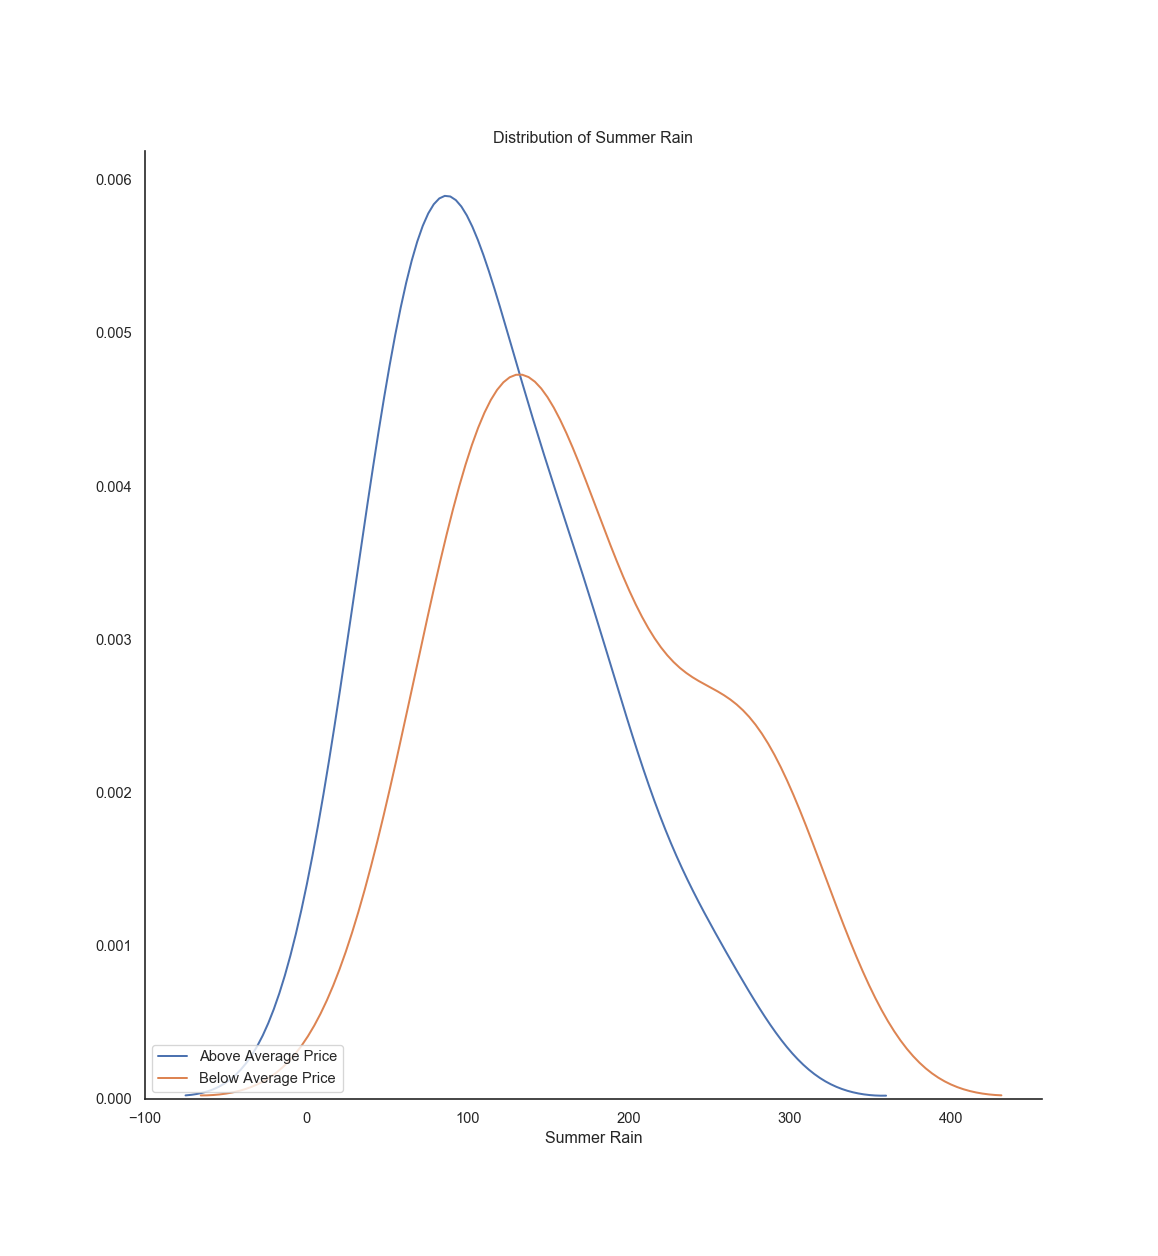 Distribution of Summer Rain
0.006
0.005
0.004
0.003
0.002
0.001
0.000
Above Average Price
Below Average Price
−100 0 100 200 300 400
Summer Rain